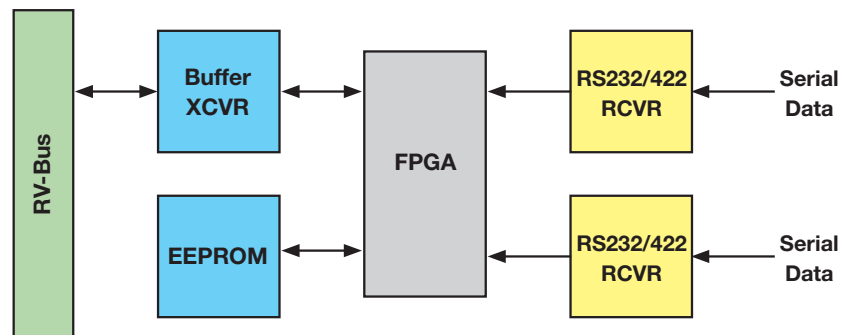 RV-Bus
Buffer
XCVR
EEPROM
FPGA
RS232/422
RCVR
Serial
Data
RS232/422
RCVR
Serial
Data